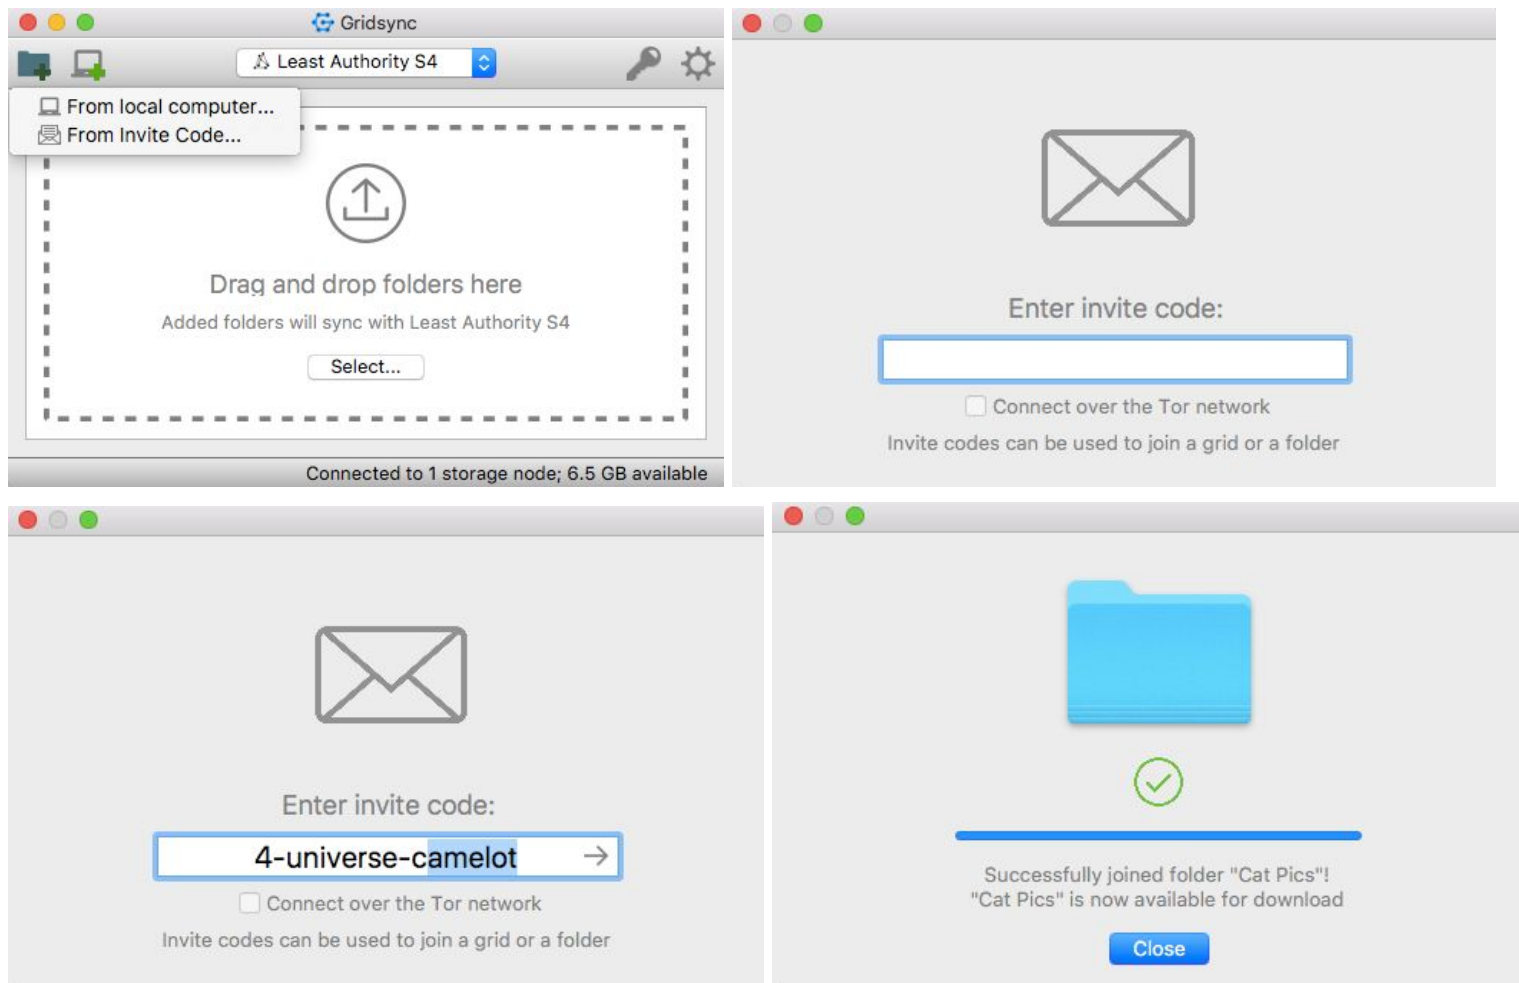 Gridsync
Least Authority S4
From local computer...
From Invite Code...
Drag and drop folders here
Added folders will sync with Least Authority S4
Select...
Connected to 1 storage node; 6.5 GB available
Enter invite code:
Connect over the Tor network
Invite codes can be used to join a grid or a folder
Enter invite code:
4-universe-camelot
Connect over the Tor network
Invite codes can be used to join a grid or a folder
Successfully joined folder "Cat Pics"!
"Cat Pics" is now available for download
Close